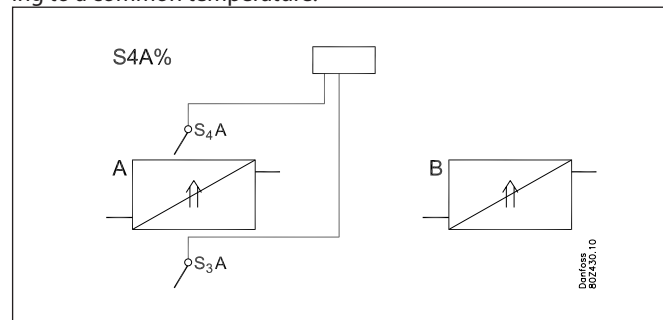 ing to a common temperature.
S4A%
S4A
A
B
S3A
Danfoss
80Z430.10